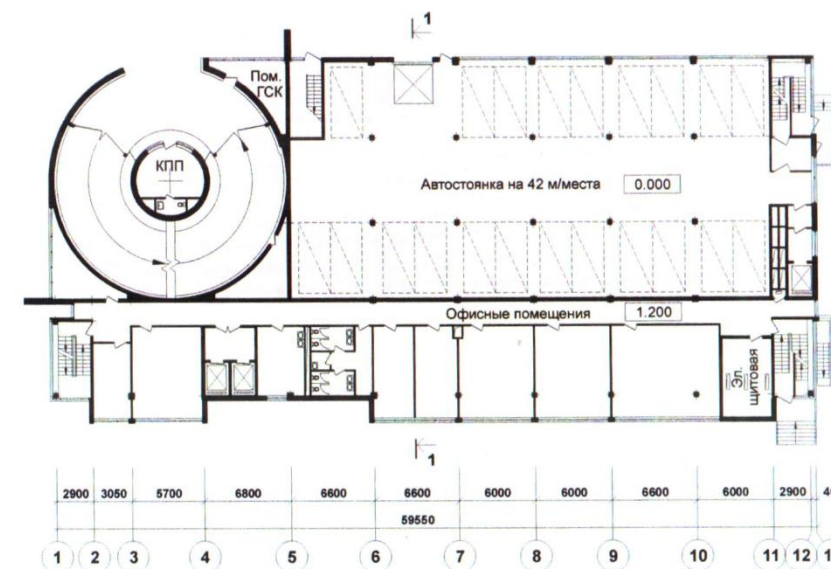 1
Пом.
ГСК
КПП
Автостоянка на 42 м/места 0.000
Офисные помещения 1.200
Эл.
щитовая
1
2900 3050 5700 6800 6600 6600 6000 6000 6600 6000 2900
59550
1 2 3 4 5 6 7 8 9 10 11 12